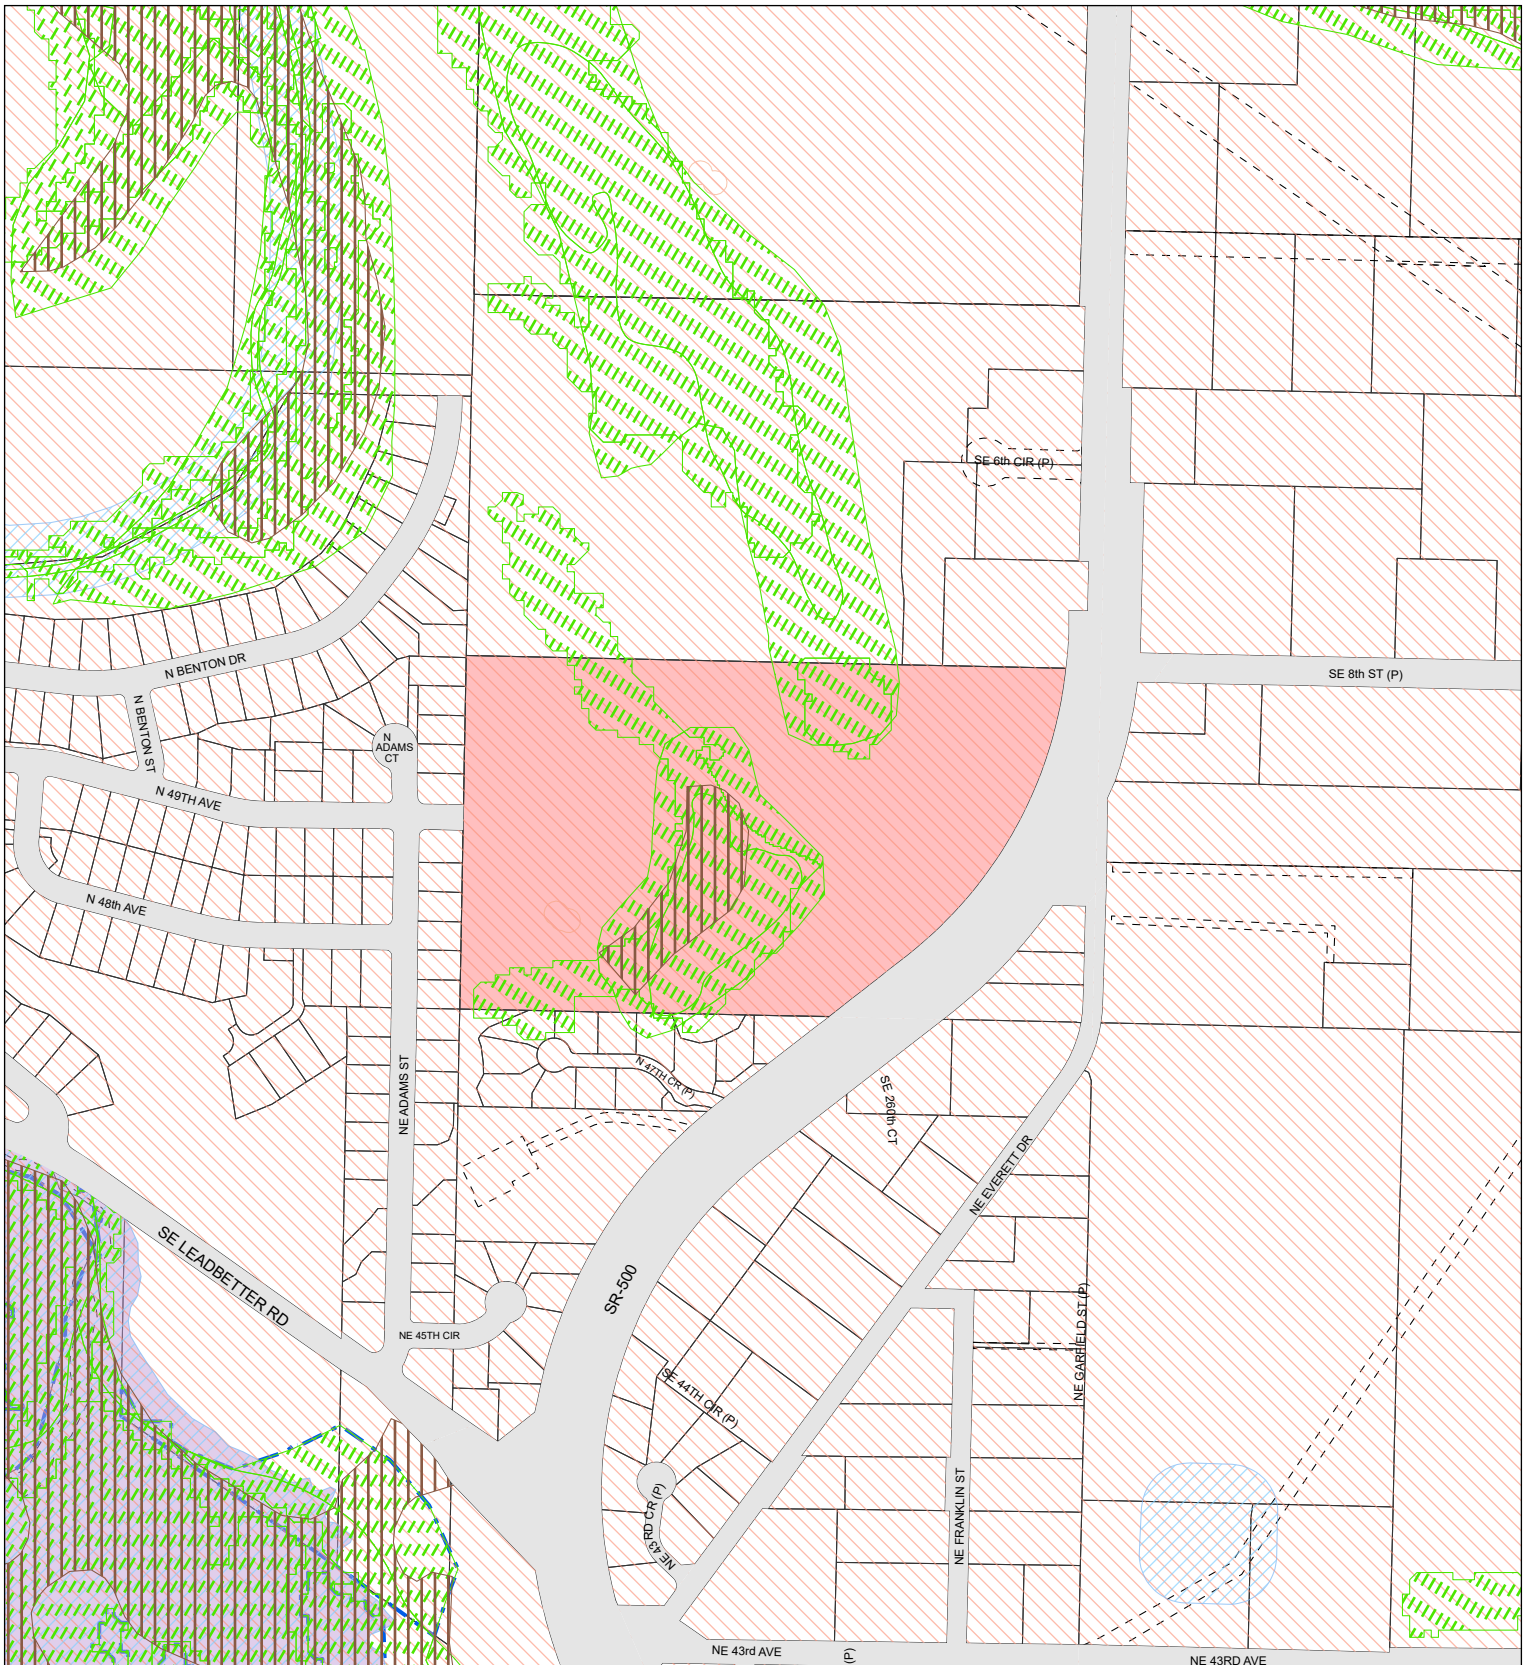 SE 6th CIR (P)
N BENTON DR
SE 8th ST (P)
N BENTON ST
N
ADAMS
CT
N 49TH AVE
N 48th AVE
N 47TH CR (P)
NE ADAMS ST
SE 260th CT
NE EVERETT DR
SE LEADBETTER RD
SR-500
NE 45TH CIR
NE GARFIELD ST (P)
SE 44TH CIR (P)
NE 43RD CR (P)
NE FRANKLIN ST
NE 43rd AVE
(P)
NE 43RD AVE